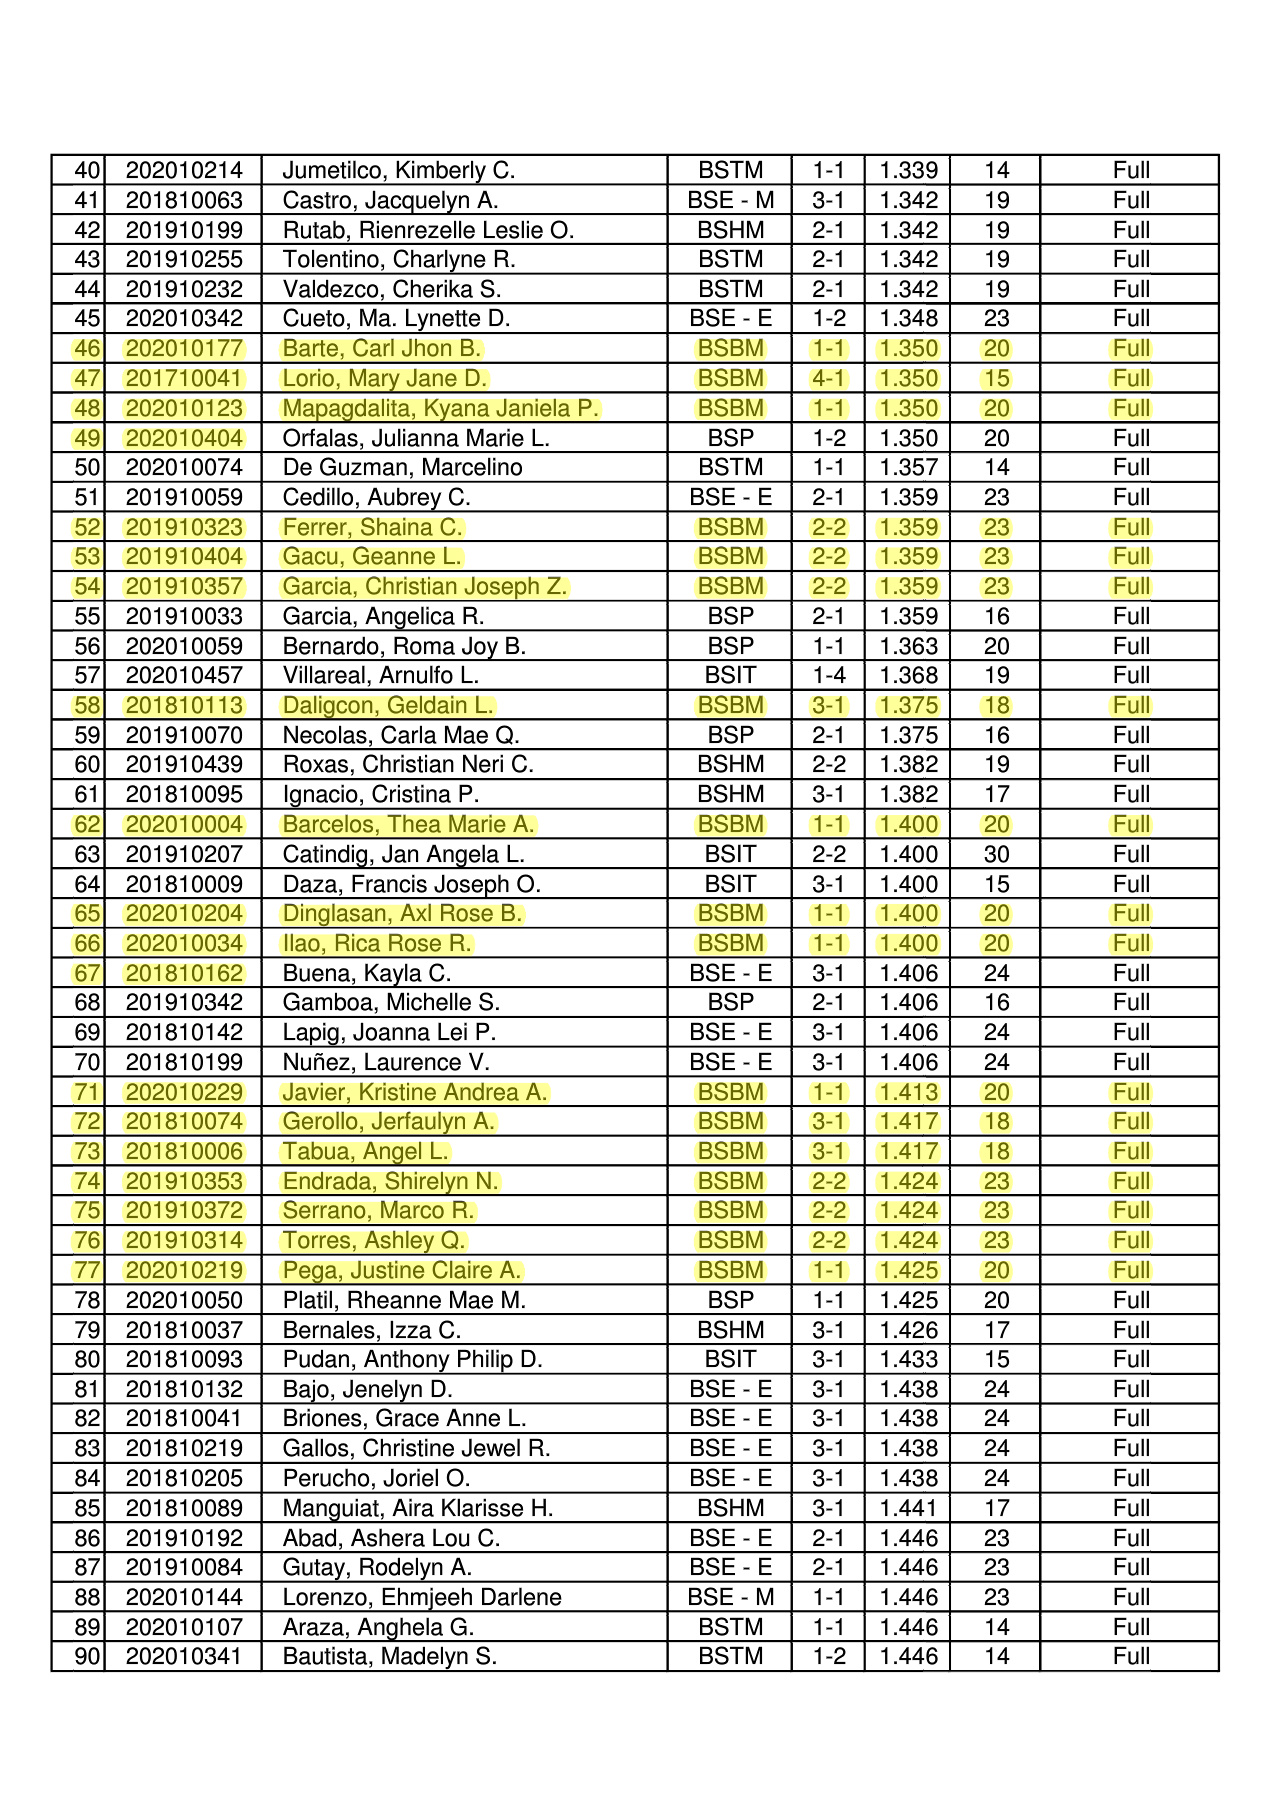 40 202010214 Jumetilco, Kimberly C. BSTM 1-1 1.339 14 Full
41 201810063 Castro, Jacquelyn A. BSE - M 3-1 1.342 19 Full
42 201910199 Rutab, Rienrezelle Leslie O. BSHM 2-1 1.342 19 Full
43 201910255 Tolentino, Charlyne R. BSTM 2-1 1.342 19 Full
44 201910232 Valdezco, Cherika S. BSTM 2-1 1.342 19 Full
45 202010342 Cueto, Ma. Lynette D. BSE - E 1-2 1.348 23 Full
46 202010177 Barte, Carl Jhon B. BSBM 1-1 1.350 20 Full
47 201710041 Lorio, Mary Jane D. BSBM 4-1 1.350 15 Full
48 202010123 Mapagdalita, Kyana Janiela P. BSBM 1-1 1.350 20 Full
49 202010404 Orfalas, Julianna Marie L. BSP 1-2 1.350 20 Full
50 202010074 De Guzman, Marcelino BSTM 1-1 1.357 14 Full
51 201910059 Cedillo, Aubrey C. BSE - E 2-1 1.359 23 Full
52 201910323 Ferrer, Shaina C. BSBM 2-2 1.359 23 Full
53 201910404 Gacu, Geanne L. BSBM 2-2 1.359 23 Full
54 201910357 Garcia, Christian Joseph Z. BSBM 2-2 1.359 23 Full
55 201910033 Garcia, Angelica R. BSP 2-1 1.359 16 Full
56 202010059 Bernardo, Roma Joy B. BSP 1-1 1.363 20 Full
57 202010457 Villareal, Arnulfo L. BSIT 1-4 1.368 19 Full
58 201810113 Daligcon, Geldain L. BSBM 3-1 1.375 18 Full
59 201910070 Necolas, Carla Mae Q. BSP 2-1 1.375 16 Full
60 201910439 Roxas, Christian Neri C. BSHM 2-2 1.382 19 Full
61 201810095 Ignacio, Cristina P. BSHM 3-1 1.382 17 Full
62 202010004 Barcelos, Thea Marie A. BSBM 1-1 1.400 20 Full
63 201910207 Catindig, Jan Angela L. BSIT 2-2 1.400 30 Full
64 201810009 Daza, Francis Joseph O. BSIT 3-1 1.400 15 Full
65 202010204 Dinglasan, Axl Rose B. BSBM 1-1 1.400 20 Full
66 202010034 Ilao, Rica Rose R. BSBM 1-1 1.400 20 Full
67 201810162 Buena, Kayla C. BSE - E 3-1 1.406 24 Full
68 201910342 Gamboa, Michelle S. BSP 2-1 1.406 16 Full
69 201810142 Lapig, Joanna Lei P. BSE - E 3-1 1.406 24 Full
70 201810199 Nuñez, Laurence V. BSE - E 3-1 1.406 24 Full
71 202010229 Javier, Kristine Andrea A. BSBM 1-1 1.413 20 Full
72 201810074 Gerollo, Jerfaulyn A. BSBM 3-1 1.417 18 Full
73 201810006 Tabua, Angel L. BSBM 3-1 1.417 18 Full
74 201910353 Endrada, Shirelyn N. BSBM 2-2 1.424 23 Full
75 201910372 Serrano, Marco R. BSBM 2-2 1.424 23 Full
76 201910314 Torres, Ashley Q. BSBM 2-2 1.424 23 Full
77 202010219 Pega, Justine Claire A. BSBM 1-1 1.425 20 Full
78 202010050 Platil, Rheanne Mae M. BSP 1-1 1.425 20 Full
79 201810037 Bernales, Izza C. BSHM 3-1 1.426 17 Full
80 201810093 Pudan, Anthony Philip D. BSIT 3-1 1.433 15 Full
81 201810132 Bajo, Jenelyn D. BSE - E 3-1 1.438 24 Full
82 201810041 Briones, Grace Anne L. BSE - E 3-1 1.438 24 Full
83 201810219 Gallos, Christine Jewel R. BSE - E 3-1 1.438 24 Full
84 201810205 Perucho, Joriel O. BSE - E 3-1 1.438 24 Full
85 201810089 Manguiat, Aira Klarisse H. BSHM 3-1 1.441 17 Full
86 201910192 Abad, Ashera Lou C. BSE - E 2-1 1.446 23 Full
87 201910084 Gutay, Rodelyn A. BSE - E 2-1 1.446 23 Full
88 202010144 Lorenzo, Ehmjeeh Darlene BSE - M 1-1 1.446 23 Full
89 202010107 Araza, Anghela G. BSTM 1-1 1.446 14 Full
90 202010341 Bautista, Madelyn S. BSTM 1-2 1.446 14 Full